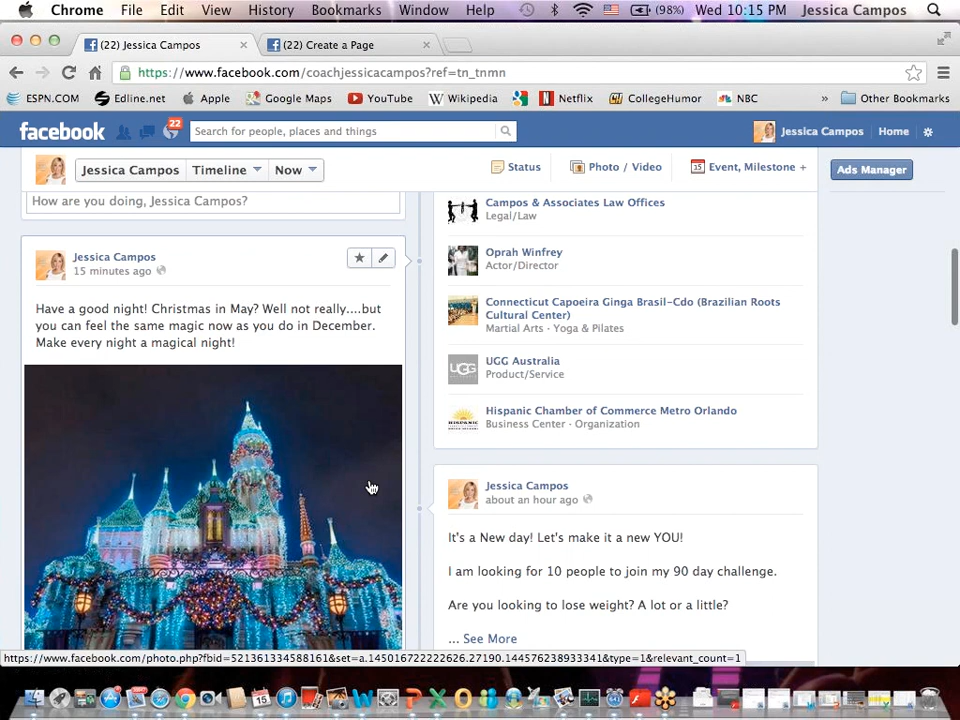 Chrome File Edit View History Bookmarks Window Help (98%) Wed 10:15 PM Jessica Campos
(22) Jessica Campos (22) Create a Page
https://www.facebook.com/coachjessicacampos?ref=tn_tnmn
ESPN.COM Edline.net Apple Google Maps YouTube Wikipedia Netflix CollegeHumor NBC » Other Bookmarks
facebook 22 Search for people, places and things Jessica Campos Home
Jessica Campos Timeline Now Status Photo / Video Event, Milestone + Ads Manager
How are you doing, Jessica Campos?
Jessica Campos
15 minutes ago
Have a good night! Christmas in May? Well not really....but
you can feel the same magic now as you do in December.
Make every night a magical night!
Campos & Associates Law Offices
Legal/Law
Oprah Winfrey
Actor/Director
Connecticut Capoeira Ginga Brasil-Cdo (Brazilian Roots
Cultural Center)
Martial Arts · Yoga & Pilates
UGG
UGG Australia
Product/Service
HISPANIC
Hispanic Chamber of Commerce Metro Orlando
Business Center · Organization
Jessica Campos
about an hour ago
It's a New day! Let's make it a new YOU!
I am looking for 10 people to join my 90 day challenge.
Are you looking to lose weight? A lot or a little?
... See More
https://www.facebook.com/photo.php?fbid=521361334588161&set=a.145016722222626.27190.144576238933341&type=1&relevant_count=1